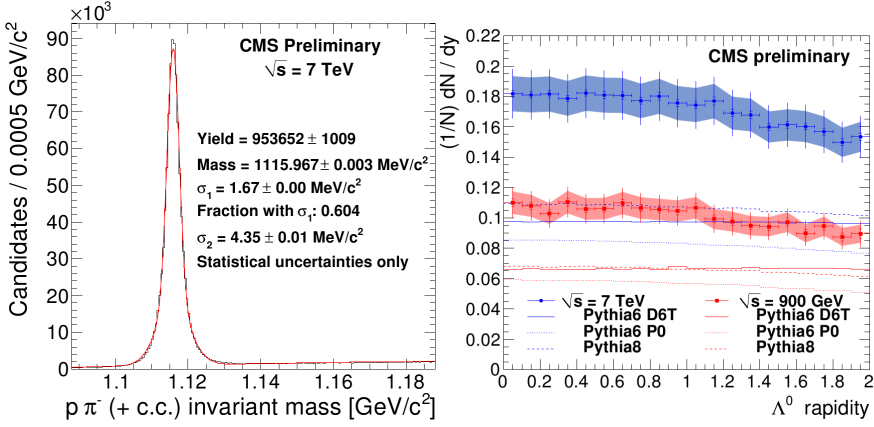 ×10³
90
80
70
60
50
40
30
20
10
0
Candidates / 0.0005 GeV/c²
CMS Preliminary
√s = 7 TeV
Yield = 953652 ± 1009
Mass = 1115.967 ± 0.003 MeV/c²
σ₁ = 1.67 ± 0.00 MeV/c²
Fraction with σ₁: 0.604
σ₂ = 4.35 ± 0.01 MeV/c²
Statistical uncertainties only
1.1 1.12 1.14 1.16 1.18
p π⁻ (+ c.c.) invariant mass [GeV/c²]
0.22
0.2
0.18
0.16
0.14
0.12
0.1
0.08
0.06
0.04
0.02
0
(1/N) dN / dy
CMS preliminary
√s = 7 TeV
Pythia6 D6T
Pythia6 P0
Pythia8
√s = 900 GeV
Pythia6 D6T
Pythia6 P0
Pythia8
0 0.2 0.4 0.6 0.8 1 1.2 1.4 1.6 1.8 2
Λ⁰ rapidity